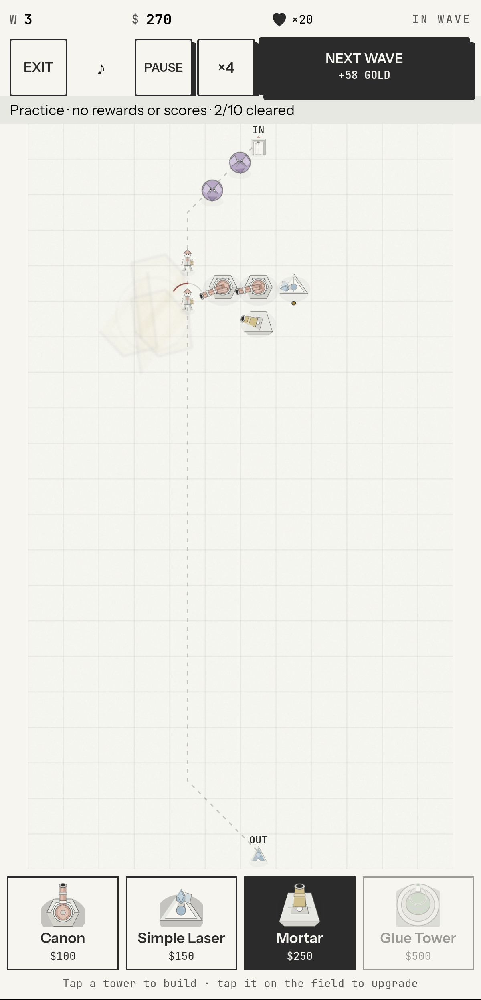 W 3 $ 270 ×20 IN WAVE
EXIT ♪ PAUSE ×4 NEXT WAVE
+58 GOLD
Practice · no rewards or scores · 2/10 cleared
IN
OUT
Canon Simple Laser Mortar Glue Tower
$100 $150 $250 $500
Tap a tower to build · tap it on the field to upgrade